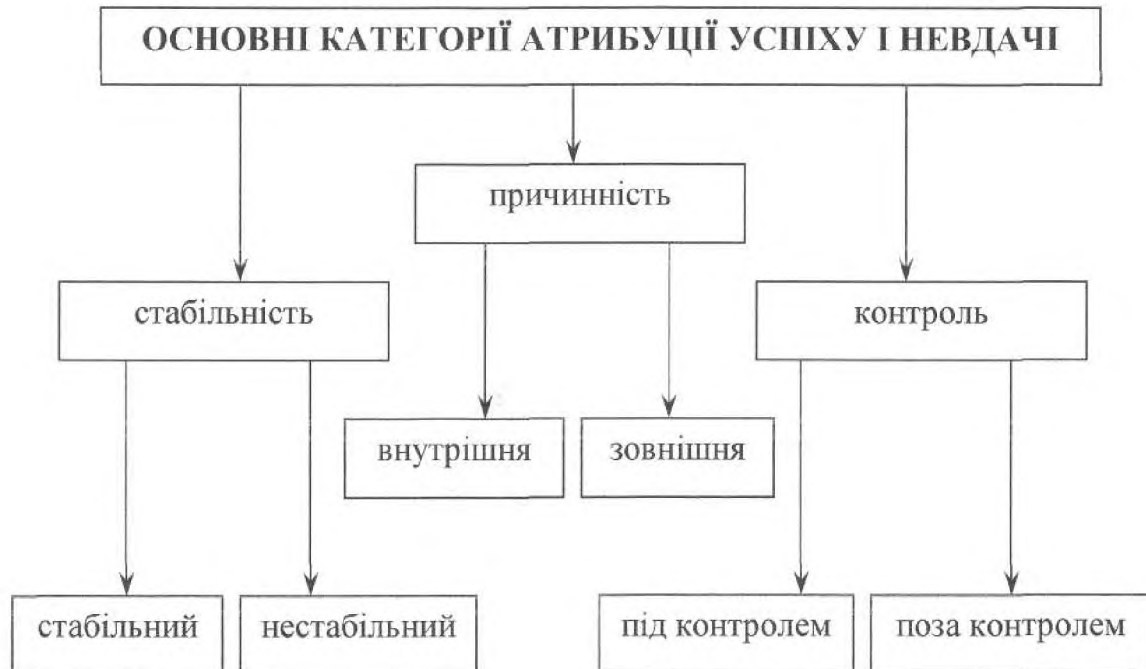 ОСНОВНІ КАТЕГОРІЇ АТРИБУЦІЇ УСПІХУ І НЕВДАЧІ
причинність
стабільність
контроль
внутрішня
зовнішня
стабільний
нестабільний
під контролем
поза контролем